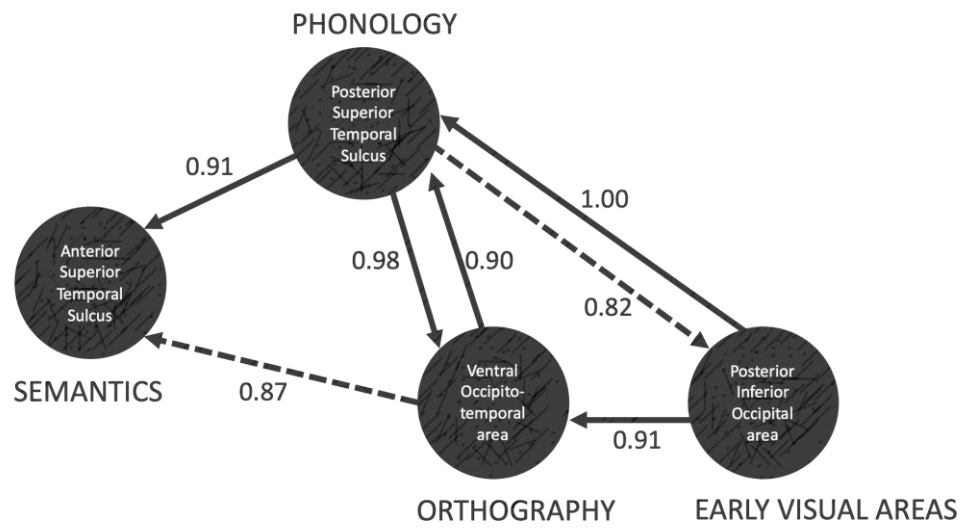 PHONOLOGY
Posterior
Superior
Temporal
Sulcus
0.91
1.00
Anterior
Superior
Temporal
Sulcus
0.98
0.90
0.82
SEMANTICS
0.87
Ventral
Occipito-
temporal
area
Posterior
Inferior
Occipital
area
0.91
ORTHOGRAPHY
EARLY VISUAL AREAS